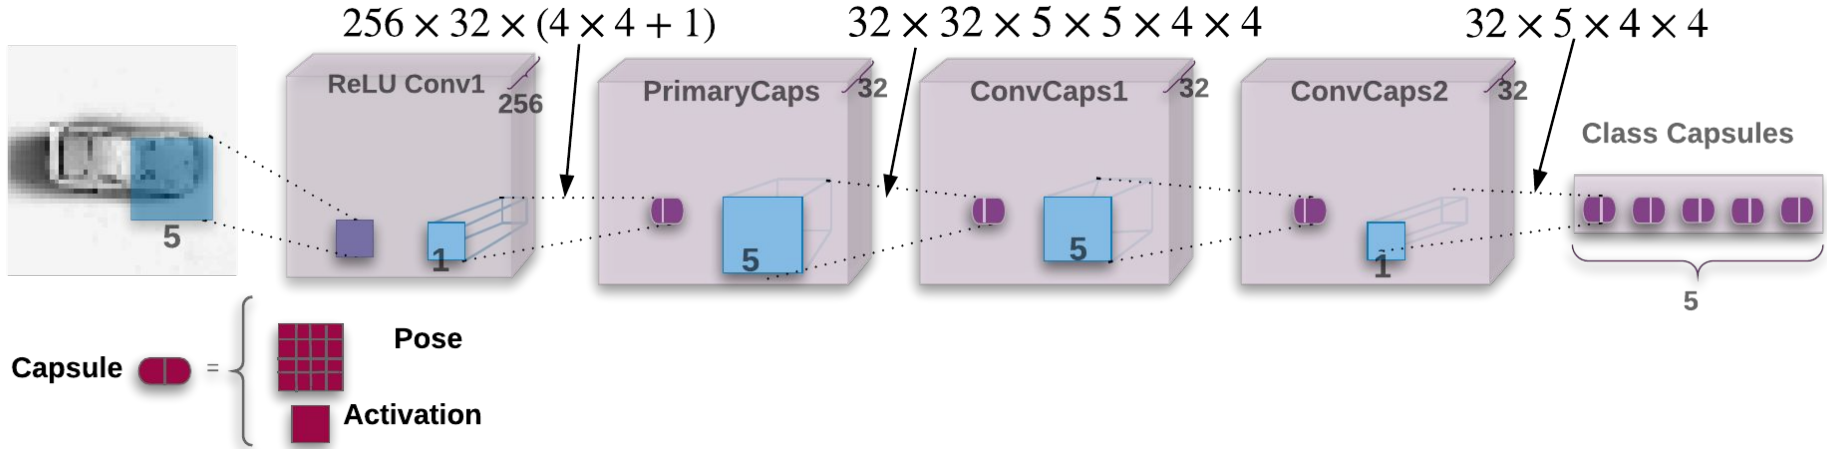 256 × 32 × (4 × 4 + 1)
32 × 32 × 5 × 5 × 4 × 4
32 × 5 × 4 × 4
ReLU Conv1
256
PrimaryCaps
32
ConvCaps1
32
ConvCaps2
32
Class Capsules
5
1
5
5
1
5
Capsule
=
Pose
Activation